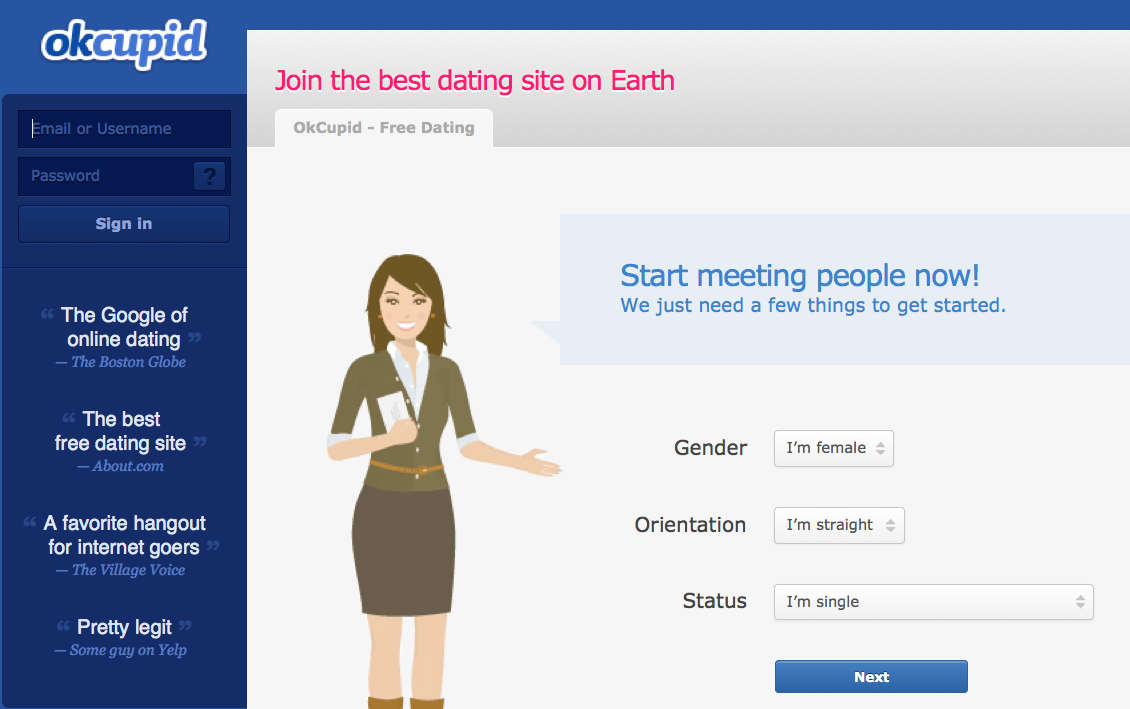 okcupid
Email or Username
Password
?
Sign in
“ The Google of
online dating ”
— The Boston Globe
“ The best
free dating site ”
— About.com
“ A favorite hangout
for internet goers ”
— The Village Voice
“ Pretty legit ”
— Some guy on Yelp
Join the best dating site on Earth
OkCupid - Free Dating
Start meeting people now!
We just need a few things to get started.
Gender I’m female
Orientation I’m straight
Status I’m single
Next